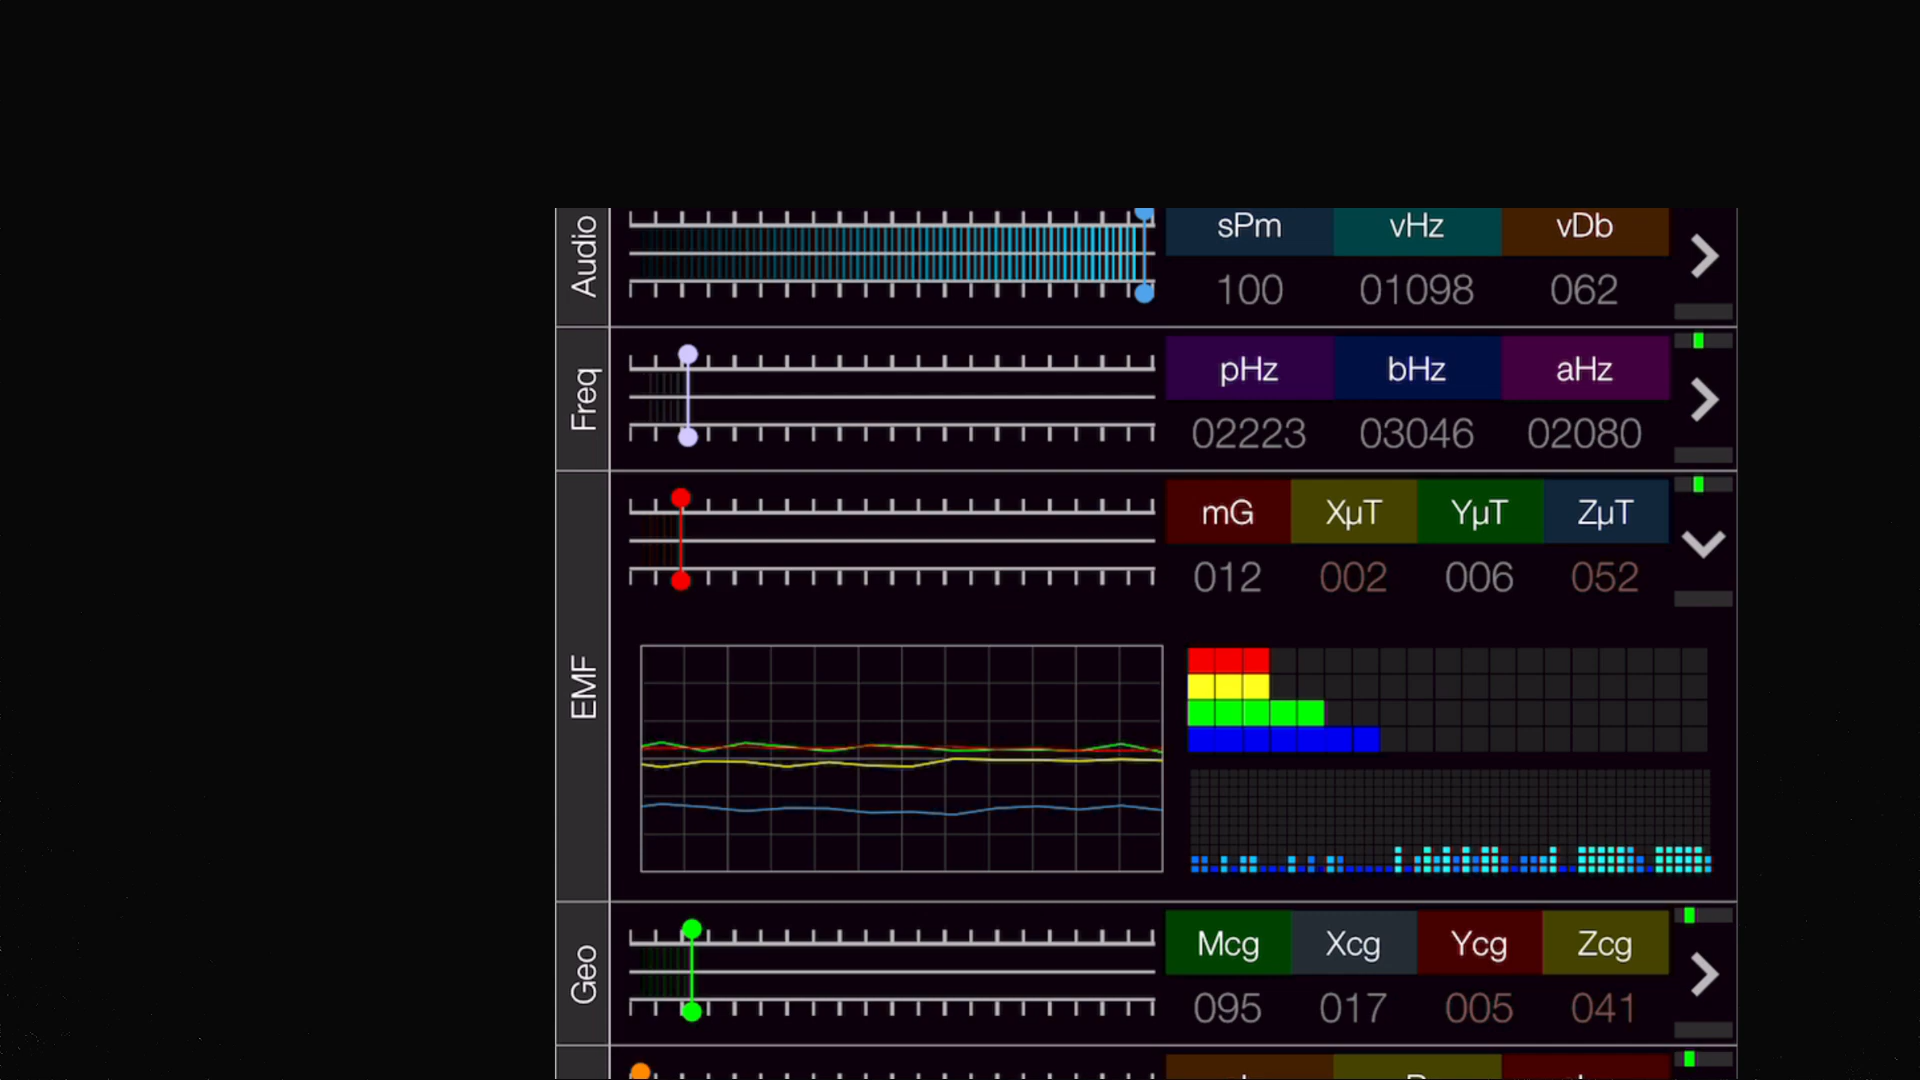 Audio
sPm vHz vDb
100 01098 062
Freq
pHz bHz aHz
02223 03046 02080
EMF
mG XµT YµT ZµT
012 002 006 052
Geo
Mcg Xcg Ycg Zcg
095 017 005 041